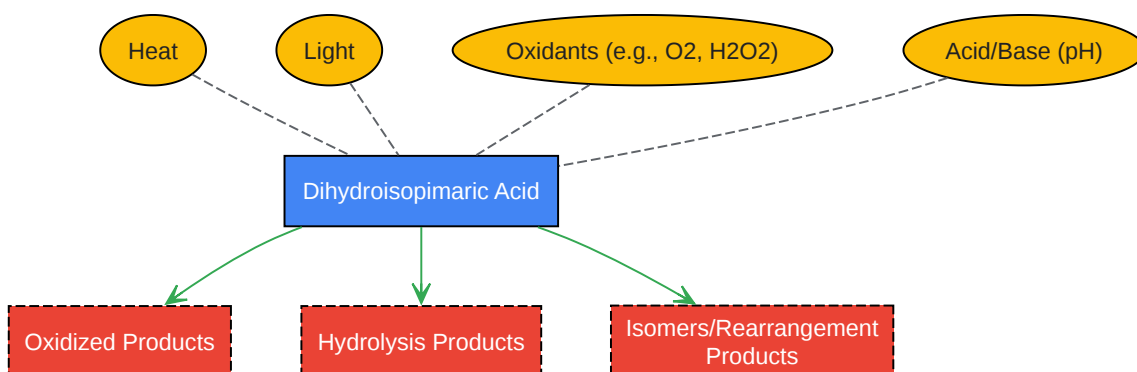 Heat
Light
Oxidants (e.g., O2, H2O2)
Acid/Base (pH)
Dihydroisopimaric Acid
Oxidized Products
Hydrolysis Products
Isomers/Rearrangement
Products